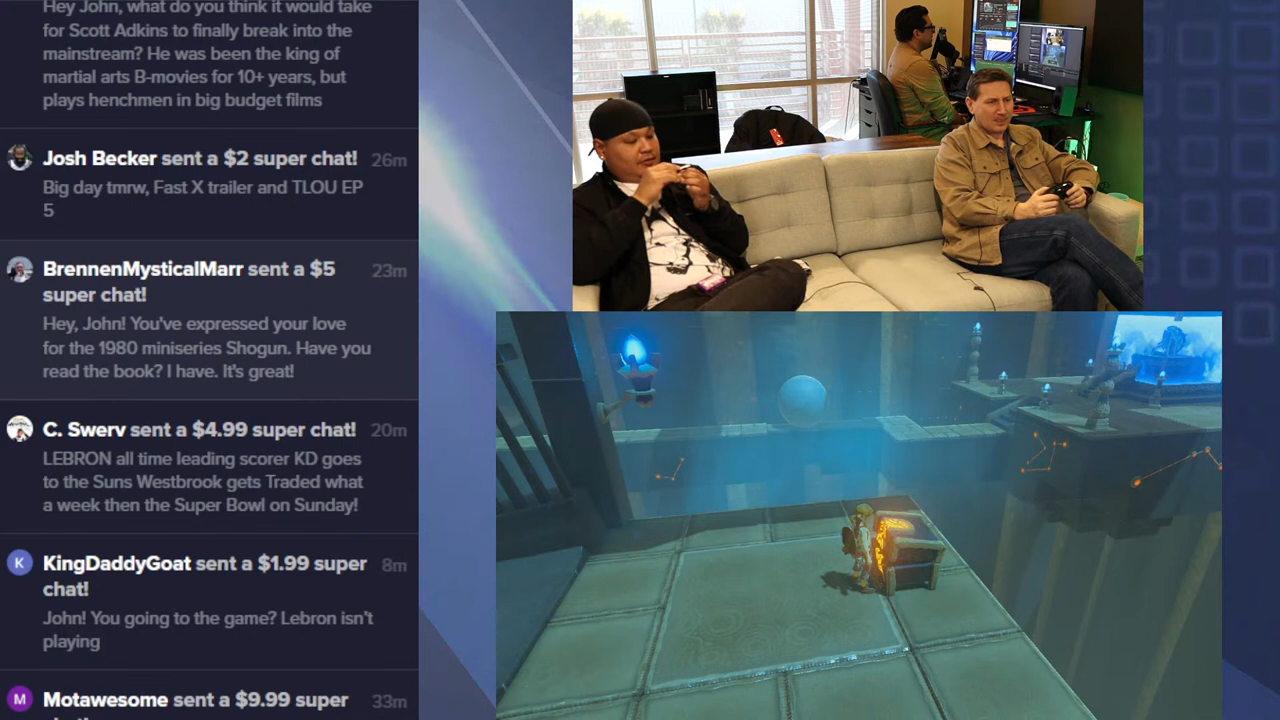 Hey John, what do you think it would take
for Scott Adkins to finally break into the
mainstream? He was been the king of
martial arts B-movies for 10+ years, but
plays henchmen in big budget films
Josh Becker sent a $2 super chat! 26m
Big day tmrw, Fast X trailer and TLOU EP
5
BrennenMysticalMarr sent a $5 23m
super chat!
Hey, John! You've expressed your love
for the 1980 miniseries Shogun. Have you
read the book? I have. It's great!
C. Swerv sent a $4.99 super chat! 20m
LEBRON all time leading scorer KD goes
to the Suns Westbrook gets Traded what
a week then the Super Bowl on Sunday!
K KingDaddyGoat sent a $1.99 super 8m
chat!
John! You going to the game? Lebron isn't
playing
M Motawesome sent a $9.99 super 33m